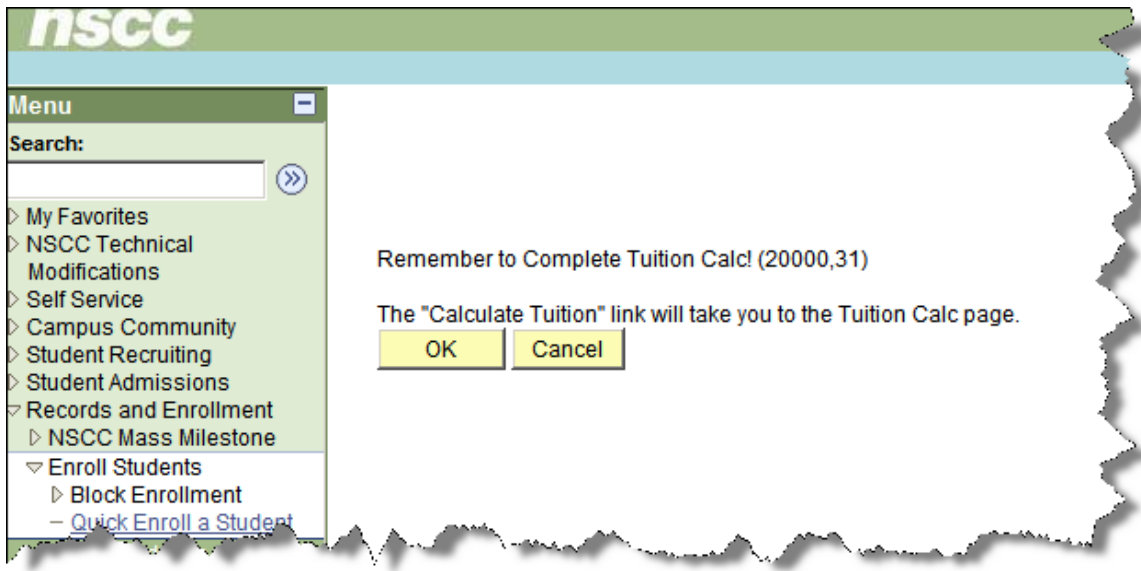 nscc
Menu
Search:
My Favorites
NSCC Technical
Modifications
Self Service
Campus Community
Student Recruiting
Student Admissions
Records and Enrollment
NSCC Mass Milestone
Enroll Students
Block Enrollment
Quick Enroll a Student
Remember to Complete Tuition Calc! (20000,31)
The "Calculate Tuition" link will take you to the Tuition Calc page.
OK Cancel